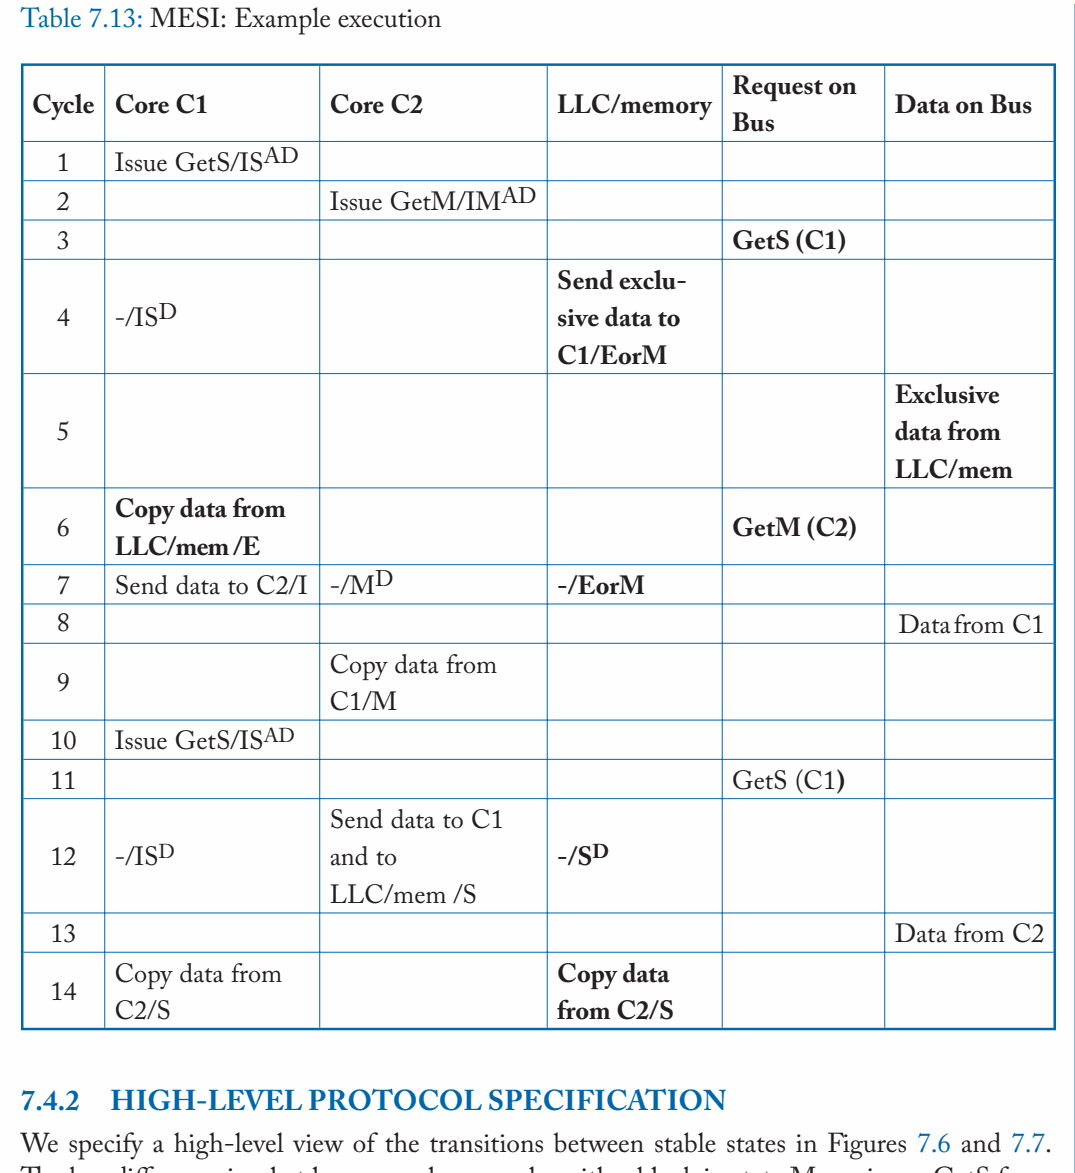 Table 7.13: MESI: Example execution
Cycle Core C1 Core C2 LLC/memory Request on Bus Data on Bus
1 Issue GetS/ISAD
2 Issue GetM/IMAD
3 GetS (C1)
4 -/ISD Send exclu-
sive data to
C1/EorM
5 Exclusive
data from
LLC/mem
6 Copy data from
LLC/mem /E GetM (C2)
7 Send data to C2/I -/MD -/EorM
8 Data from C1
9 Copy data from
C1/M
10 Issue GetS/ISAD
11 GetS (C1)
12 -/ISD Send data to C1
and to
LLC/mem /S -/SD
13 Data from C2
14 Copy data from
C2/S Copy data
from C2/S
7.4.2 HIGH-LEVEL PROTOCOL SPECIFICATION
We specify a high-level view of the transitions between stable states in Figures 7.6 and 7.7.